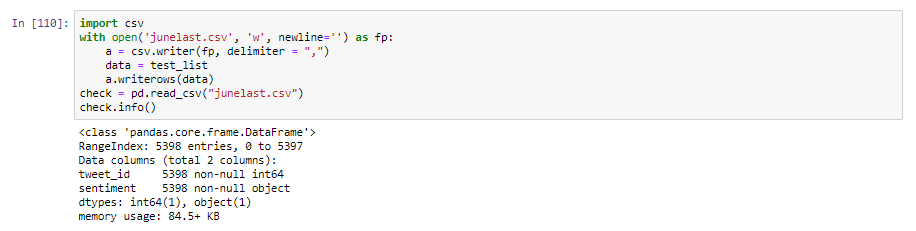 In [110]: import csv
with open('junelast.csv', 'w', newline='') as fp:
    a = csv.writer(fp, delimiter = ",")
    data = test_list
    a.writerows(data)
check = pd.read_csv("junelast.csv")
check.info()
<class 'pandas.core.frame.DataFrame'>
RangeIndex: 5398 entries, 0 to 5397
Data columns (total 2 columns):
tweet_id     5398 non-null int64
sentiment    5398 non-null object
dtypes: int64(1), object(1)
memory usage: 84.5+ KB